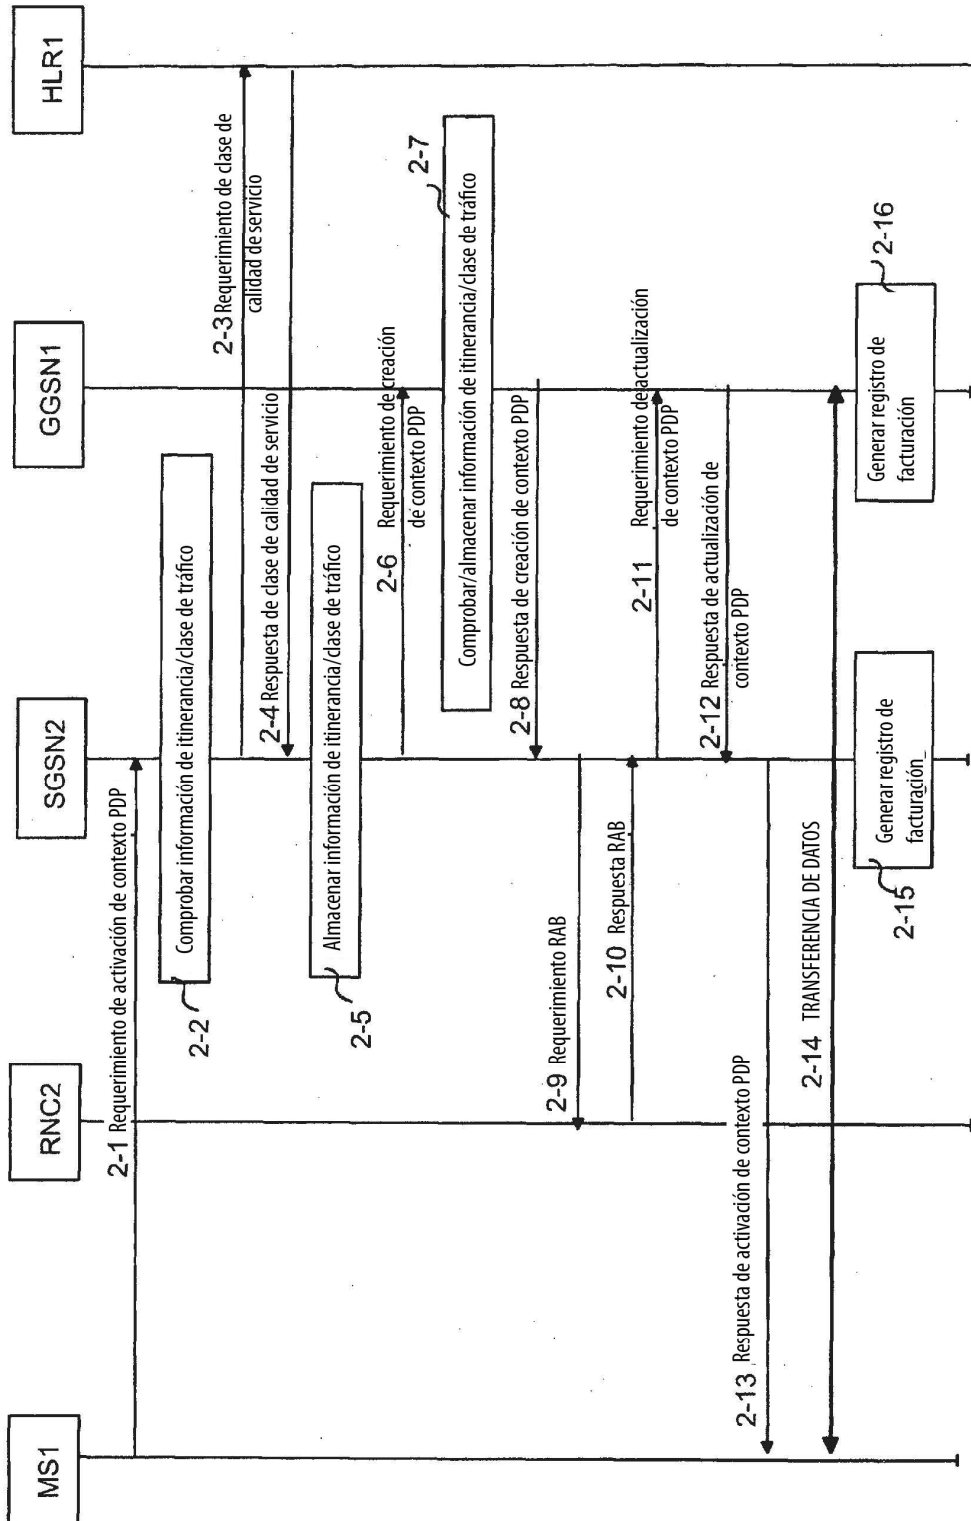 MS1
RNC2
SGSN2
GGSN1
HLR1
2-1 Requerimiento de activación de contexto PDP
2-2
Comprobar información de itinerancia/clase de tráfico
2-3 Requerimiento de clase de
calidad de servicio
2-4 Respuesta de clase de calidad de servicio
2-5
Almacenar información de itinerancia/clase de tráfico
2-6 Requerimiento de creación
de contexto PDP
2-7
Comprobar/almacenar información de itinerancia/clase de tráfico
2-8 Respuesta de creación de contexto PDP
2-9 Requerimiento RAB
2-10 Respuesta RAB
2-11 Requerimiento de actualización
de contexto PDP
2-12 Respuesta de actualización de
contexto PDP
2-13 Respuesta de activación de contexto PDP
2-14 TRANSFERENCIA DE DATOS
2-15
Generar registro de
facturación
2-16
Generar registro de
facturación